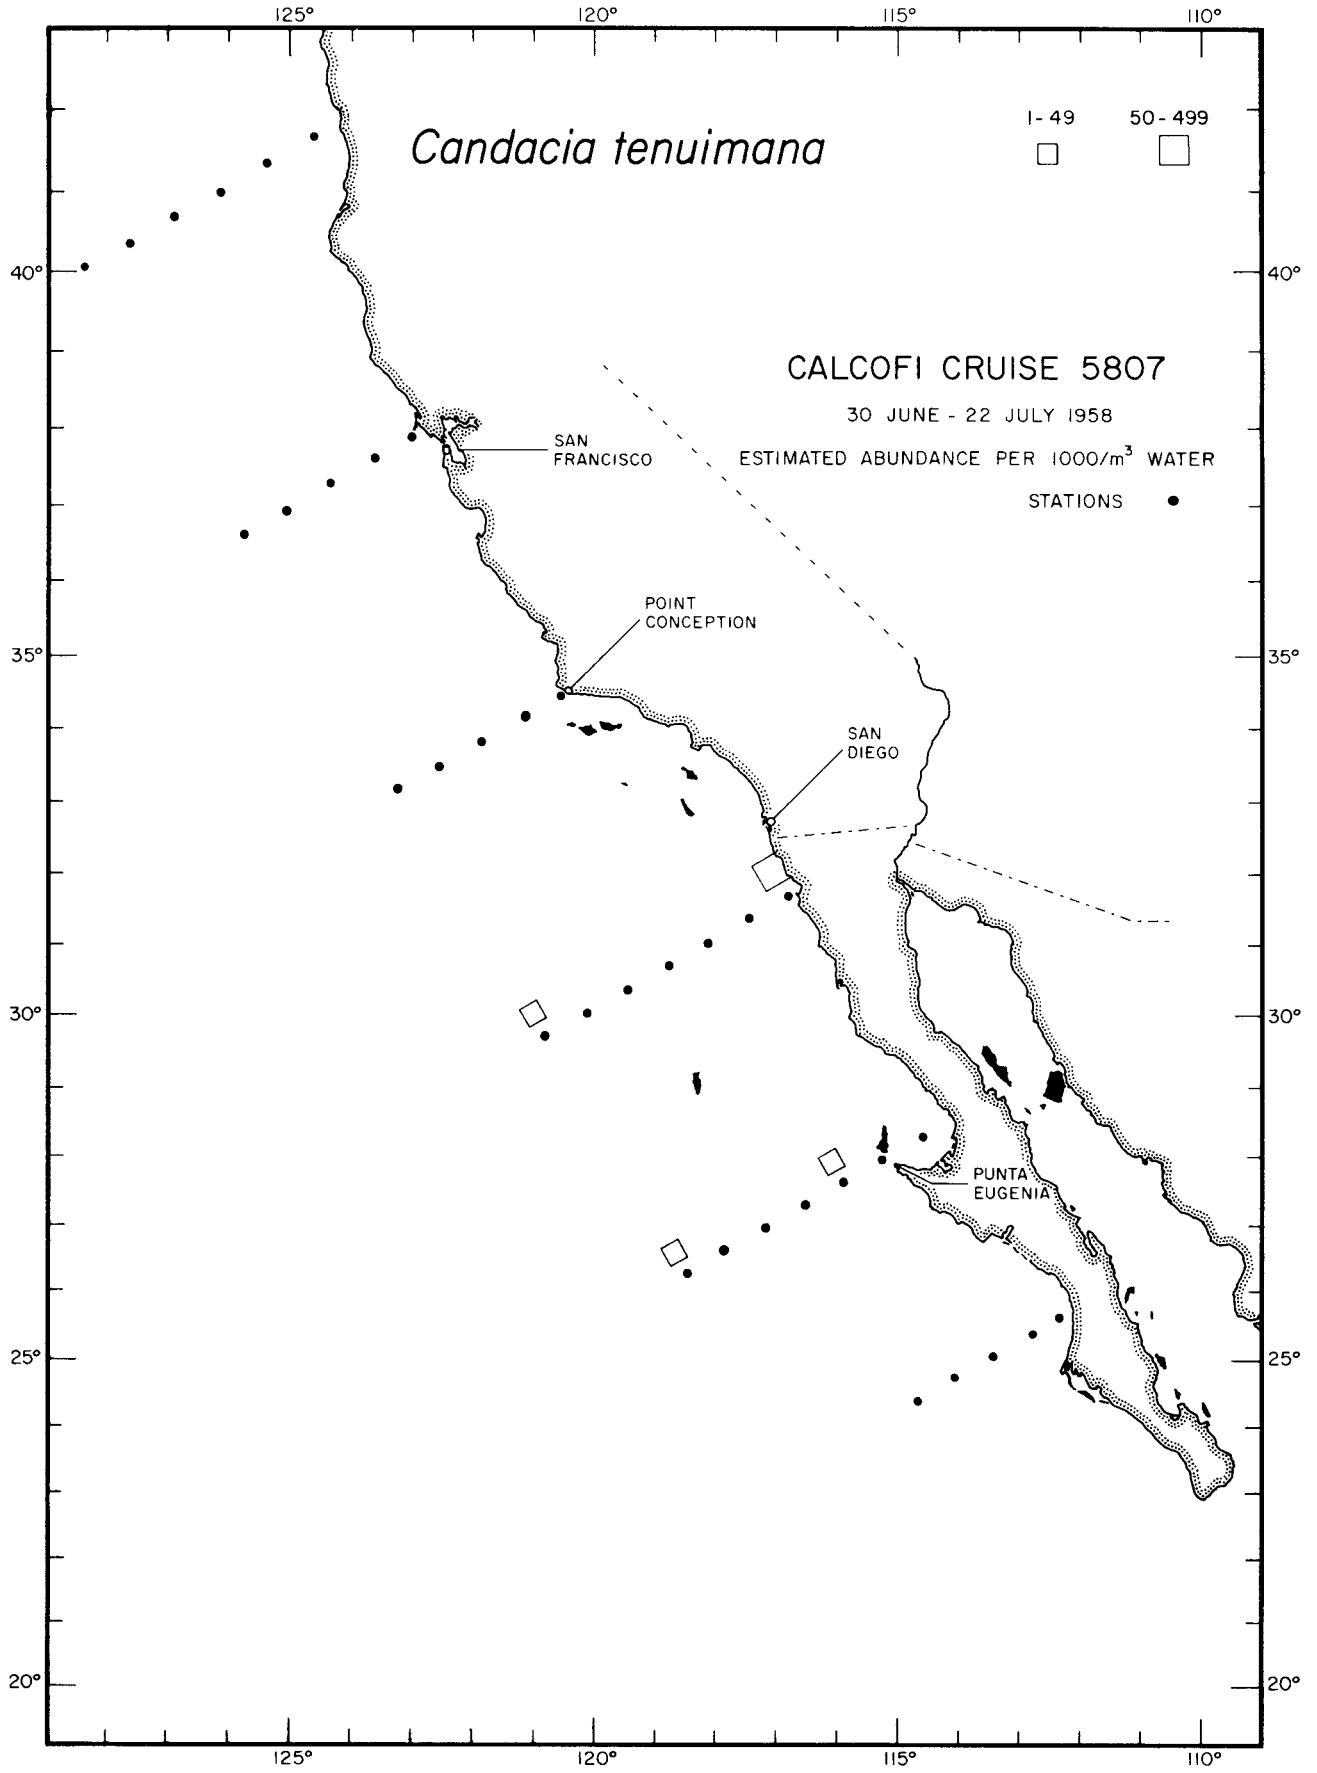 125° 120° 115° 110°
1-49 50-499
Candacia tenuimana
40° 40°
CALCOFI CRUISE 5807
30 JUNE - 22 JULY 1958
ESTIMATED ABUNDANCE PER 1000/m³ WATER
STATIONS
SAN
FRANCISCO
POINT
CONCEPTION
35° 35°
SAN
DIEGO
30° 30°
PUNTA
EUGENIA
25° 25°
20° 20°
125° 120° 115° 110°